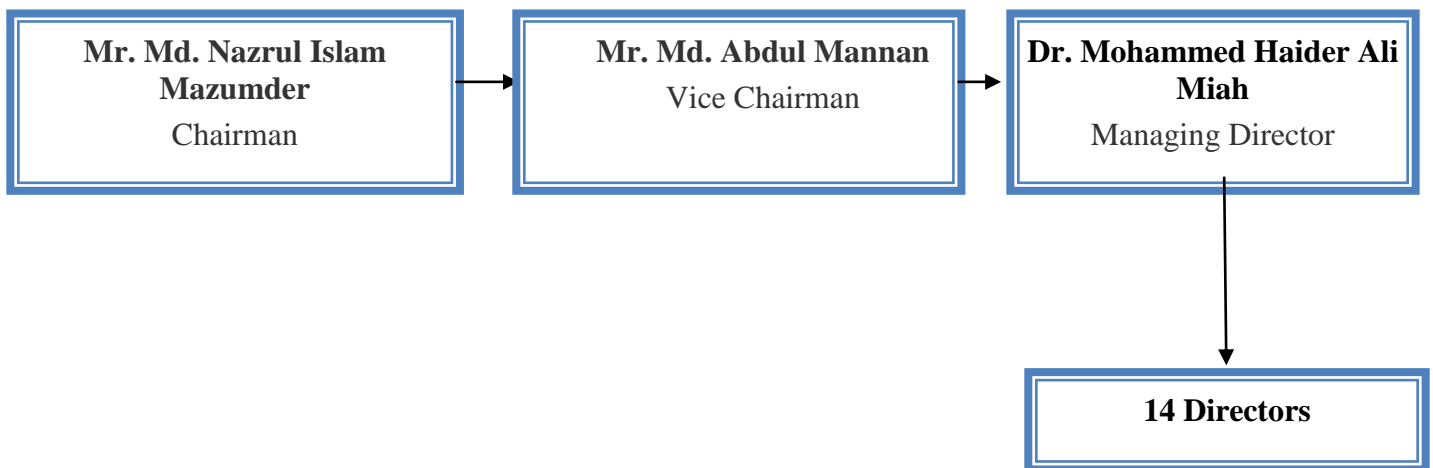 Mr. Md. Nazrul Islam
Mazumder
Chairman
Mr. Md. Abdul Mannan
Vice Chairman
Dr. Mohammed Haider Ali
Miah
Managing Director
14 Directors